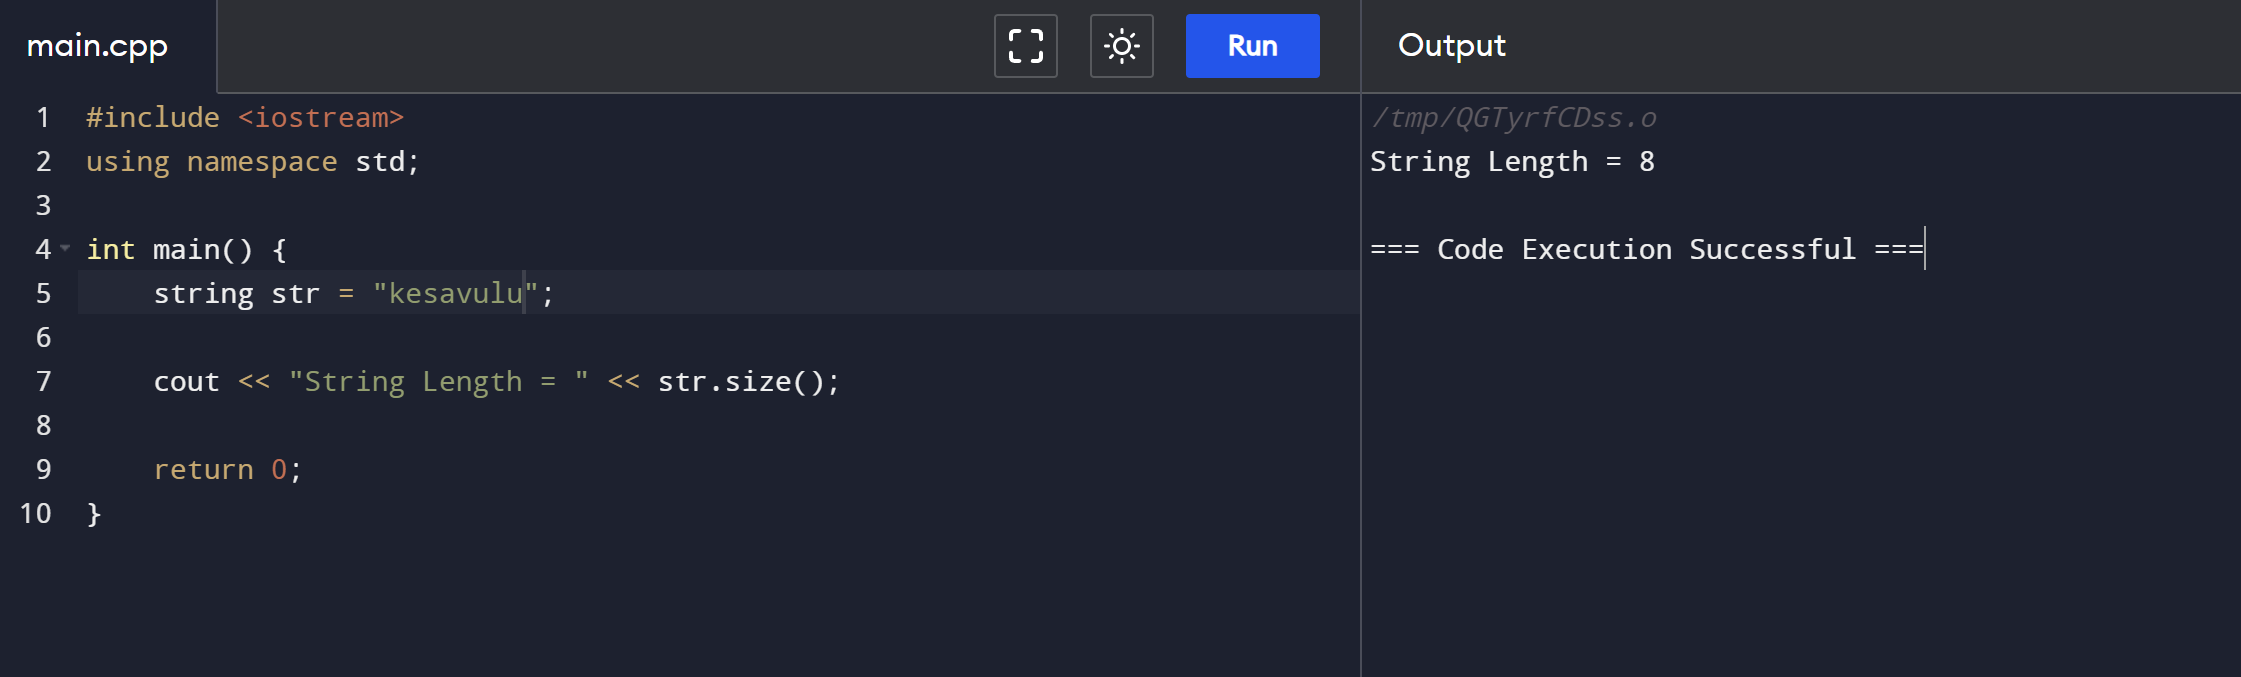 main.cpp
Run
1 #include <iostream>
2 using namespace std;
3
4 int main() {
5     string str = "kesavulu";
6
7     cout << "String Length = " << str.size();
8
9     return 0;
10 }
Output
/tmp/QGTyrfCDss.o
String Length = 8
=== Code Execution Successful ===